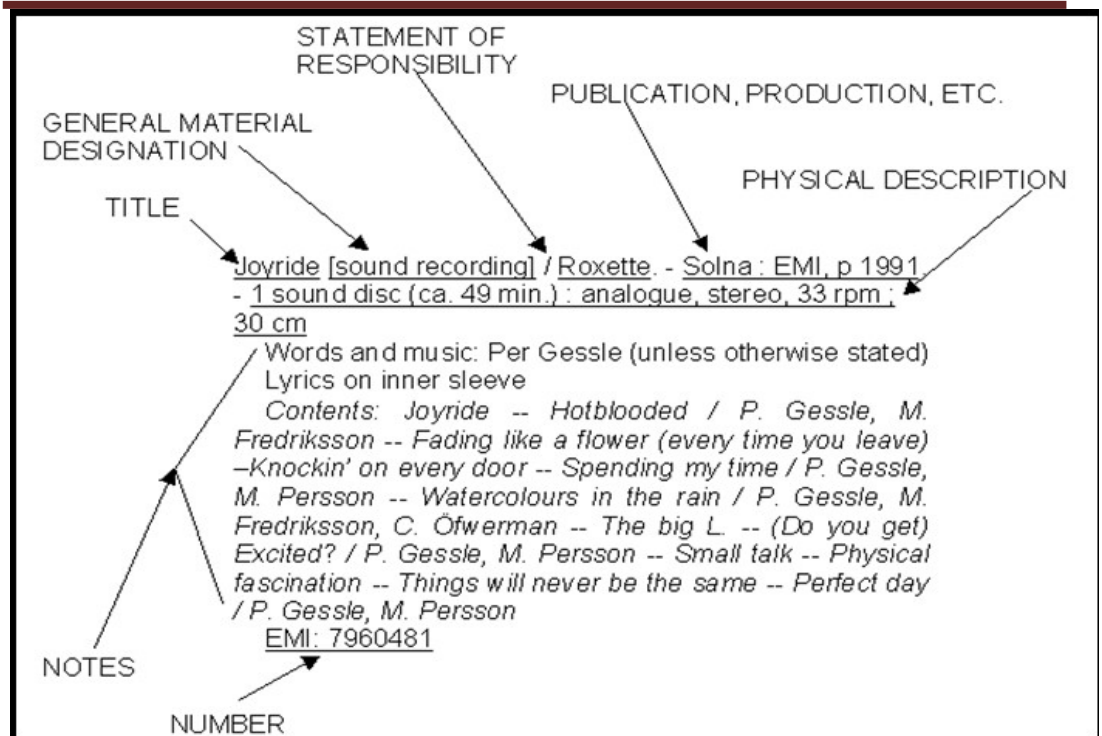 STATEMENT OF
RESPONSIBILITY
PUBLICATION, PRODUCTION, ETC.
GENERAL MATERIAL
DESIGNATION
PHYSICAL DESCRIPTION
TITLE
Joyride [sound recording] / Roxette. - Solna : EMI, p 1991.
- 1 sound disc (ca. 49 min.) : analogue, stereo, 33 rpm ;
30 cm
Words and music: Per Gessle (unless otherwise stated)
Lyrics on inner sleeve
Contents: Joyride -- Hotblooded / P. Gessle, M.
Fredriksson -- Fading like a flower (every time you leave)
–Knockin' on every door -- Spending my time / P. Gessle,
M. Persson -- Watercolours in the rain / P. Gessle, M.
Fredriksson, C. Öfwerman -- The big L. -- (Do you get)
Excited? / P. Gessle, M. Persson -- Small talk -- Physical
fascination -- Things will never be the same -- Perfect day
/ P. Gessle, M. Persson
EMI: 7960481
NOTES
NUMBER